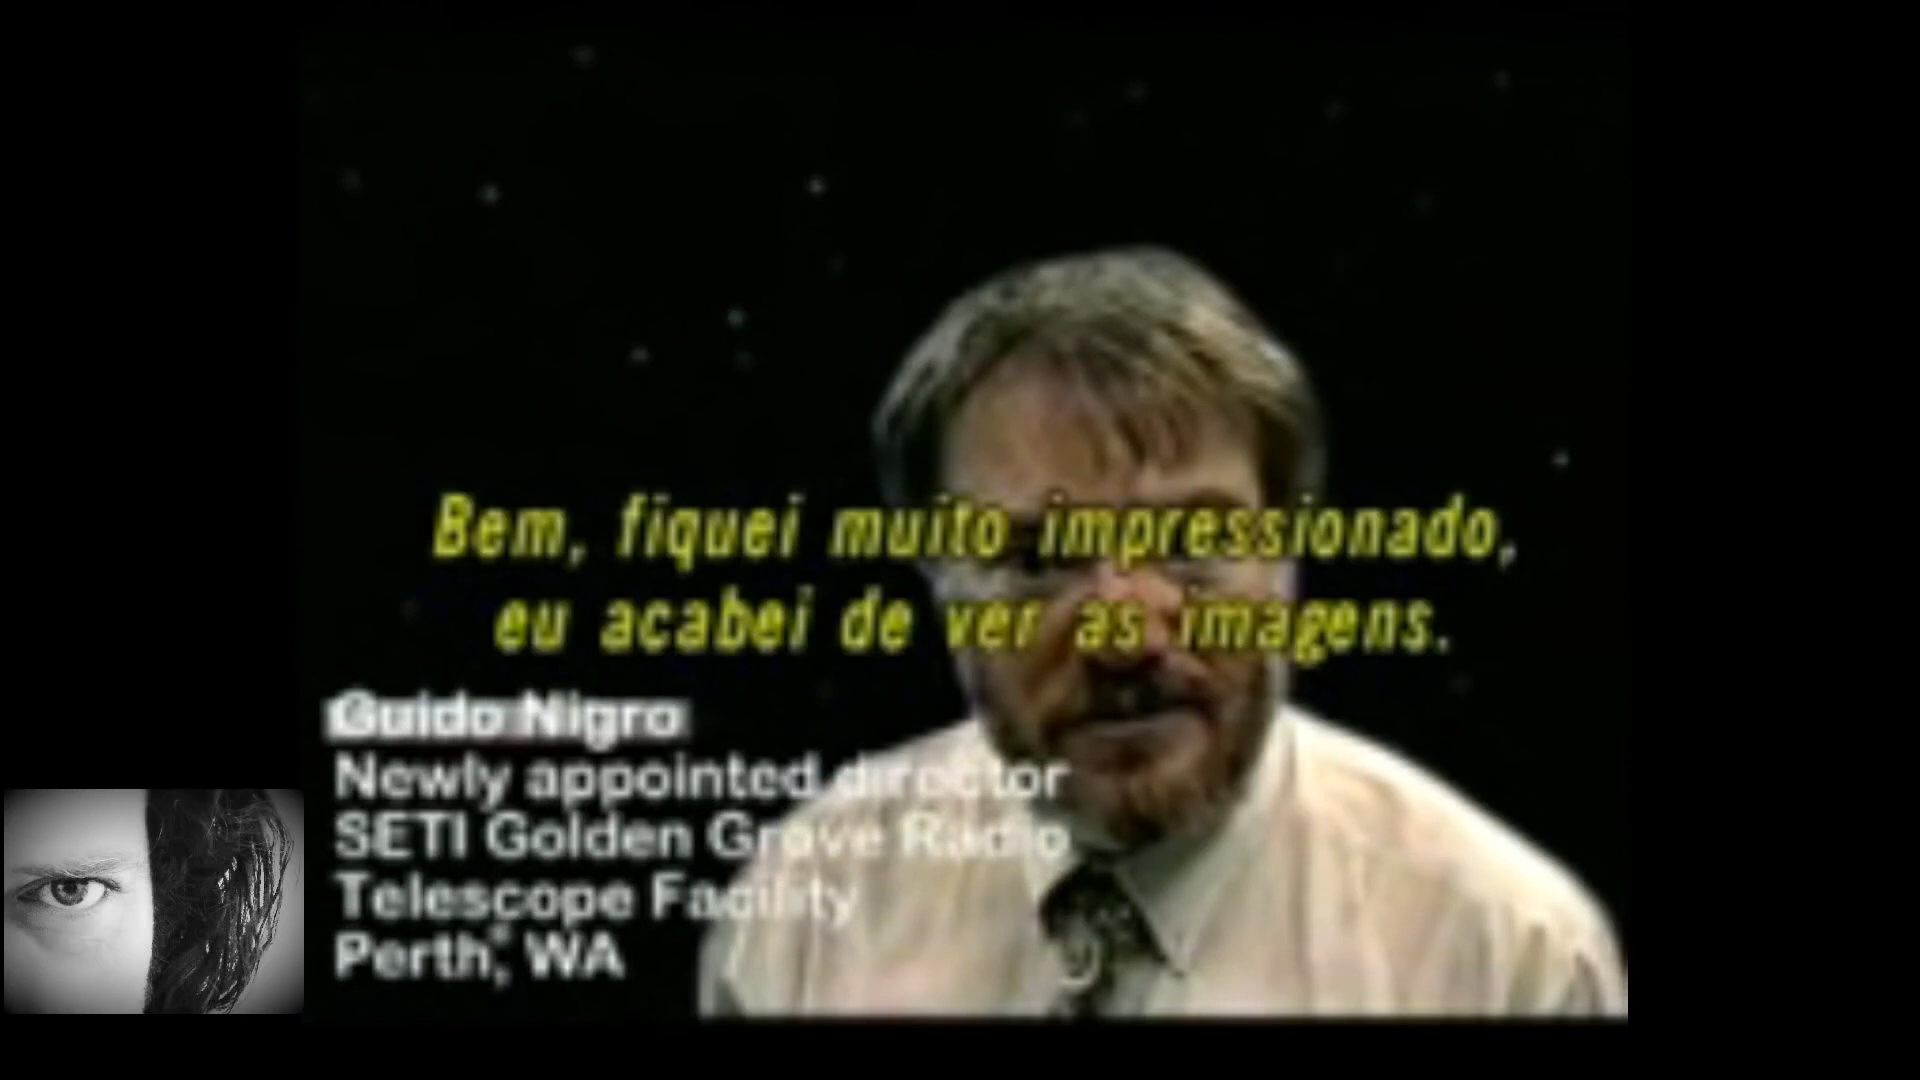 Bem, fiquei muito impressionado,
eu acabei de ver as imagens.
Guido Nigro
Newly appointed director
SETI Golden Grove Radio
Telescope Facility
Perth, WA